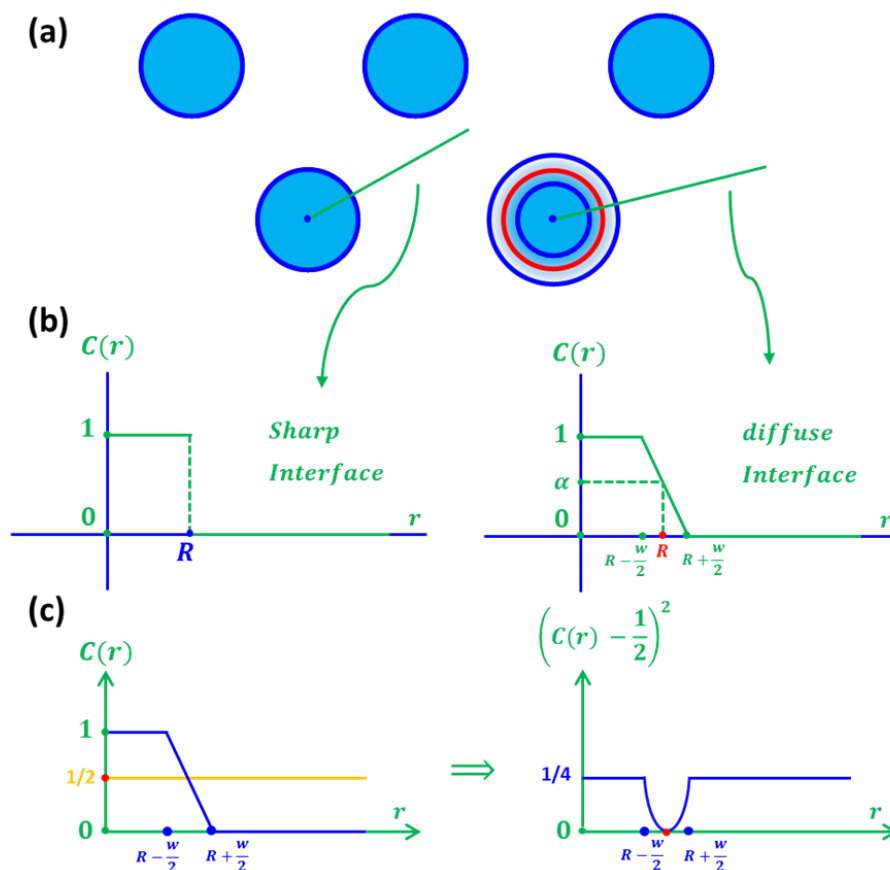 (a)
(b)
C(r)
1
0
R
r
Sharp
Interface
C(r)
1
α
0
R − w/2
R
R + w/2
r
diffuse
Interface
(c)
C(r)
1
1/2
0
R − w/2
R + w/2
r
⇒
(C(r) − 1/2)²
1/4
0
R − w/2
R + w/2
r